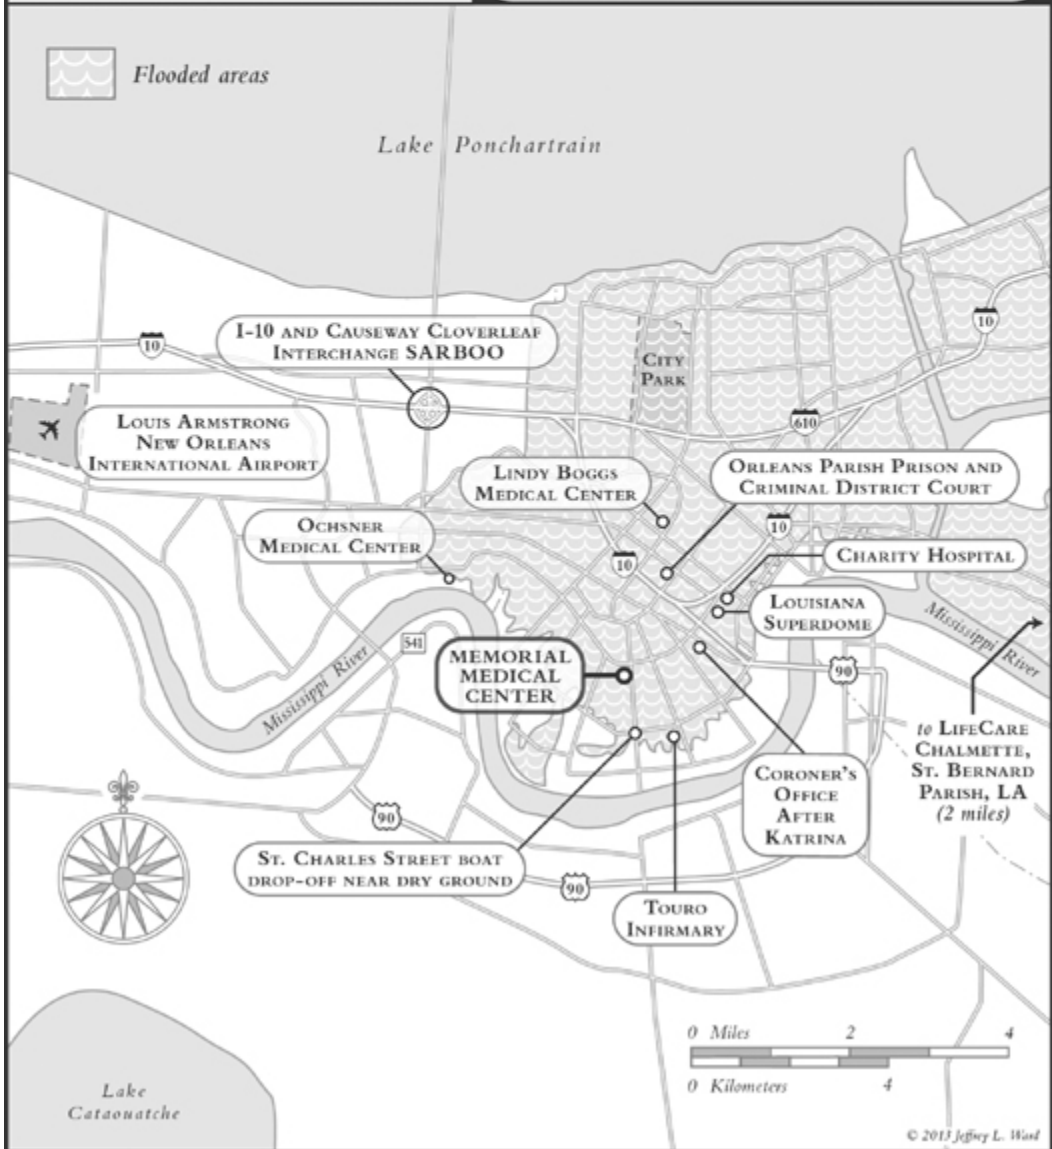 Flooded areas
Lake Ponchartrain
I-10 AND CAUSEWAY CLOVERLEAF
INTERCHANGE SARBOO
10
10
CITY
PARK
LOUIS ARMSTRONG
NEW ORLEANS
INTERNATIONAL AIRPORT
610
LINDY BOGGS
MEDICAL CENTER
ORLEANS PARISH PRISON AND
CRIMINAL DISTRICT COURT
OCHSNER
MEDICAL CENTER
10
10
CHARITY HOSPITAL
LOUISIANA
SUPERDOME
Mississippi River
541
Mississippi River
MEMORIAL
MEDICAL
CENTER
90
to LIFECARE
CHALMETTE,
ST. BERNARD
PARISH, LA
(2 miles)
CORONER'S
OFFICE
AFTER
KATRINA
90
ST. CHARLES STREET BOAT
DROP-OFF NEAR DRY GROUND
90
TOURO
INFIRMARY
0 Miles 2 4
0 Kilometers 4
Lake
Cataouatche
© 2013 Jeffrey L. Ward